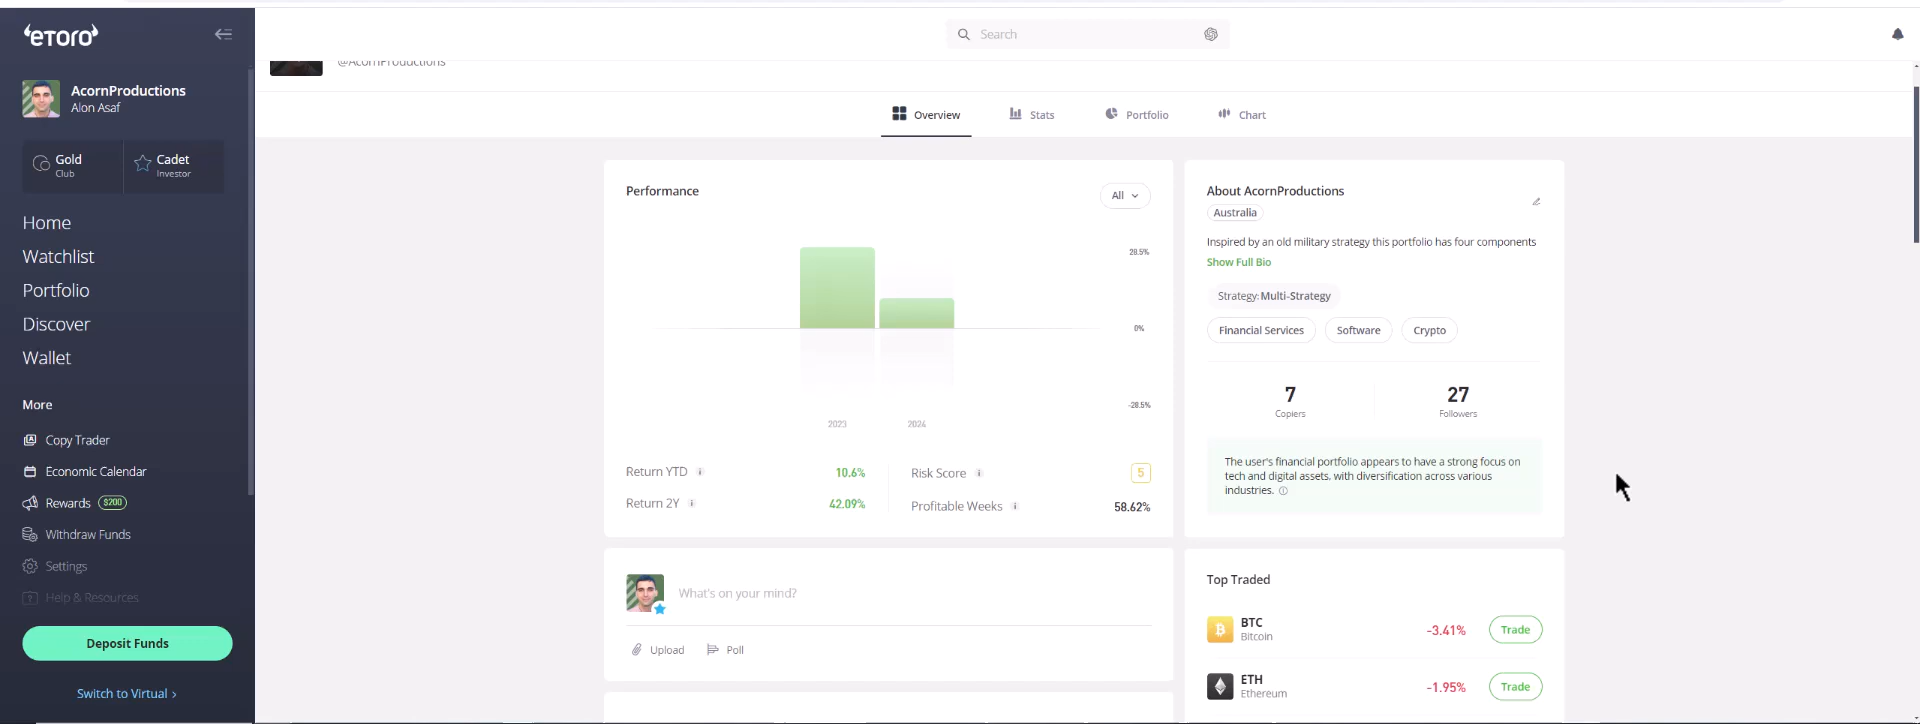 eToro
Search
@AcornProductions
AcornProductions
Alon Asaf
Gold
Club
Cadet
Investor
Home
Watchlist
Portfolio
Discover
Wallet
More
Copy Trader
Economic Calendar
Rewards $200
Withdraw Funds
Settings
Help & Resources
Deposit Funds
Switch to Virtual ›
Overview
Stats
Portfolio
Chart
Performance
All
28.5%
0%
-28.5%
2023
2024
Return YTD i 10.6%
Return 2Y i 42.09%
Risk Score i 5
Profitable Weeks i 58.62%
What's on your mind?
Upload
Poll
About AcornProductions
Australia
Inspired by an old military strategy this portfolio has four components
Show Full Bio
Strategy: Multi-Strategy
Financial Services
Software
Crypto
7
Copiers
27
Followers
The user's financial portfolio appears to have a strong focus on
tech and digital assets, with diversification across various
industries.
Top Traded
BTC
Bitcoin
-3.41%
Trade
ETH
Ethereum
-1.95%
Trade